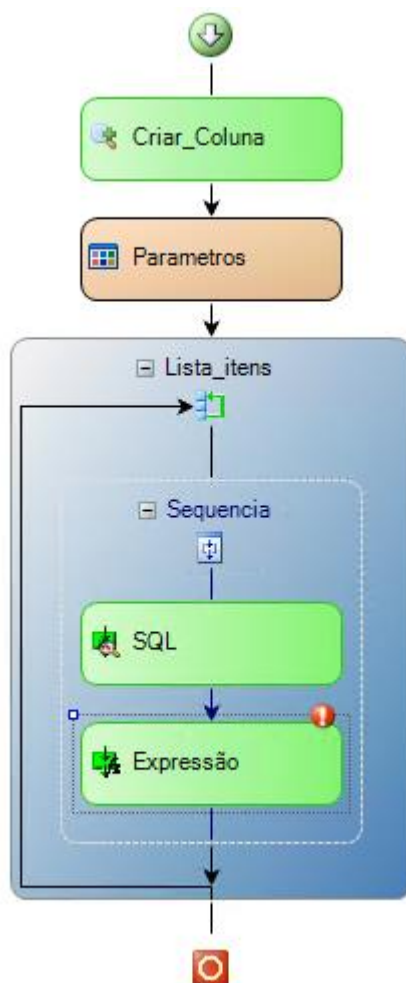 Criar_Coluna
Parametros
Lista_itens
Sequencia
SQL
Expressão